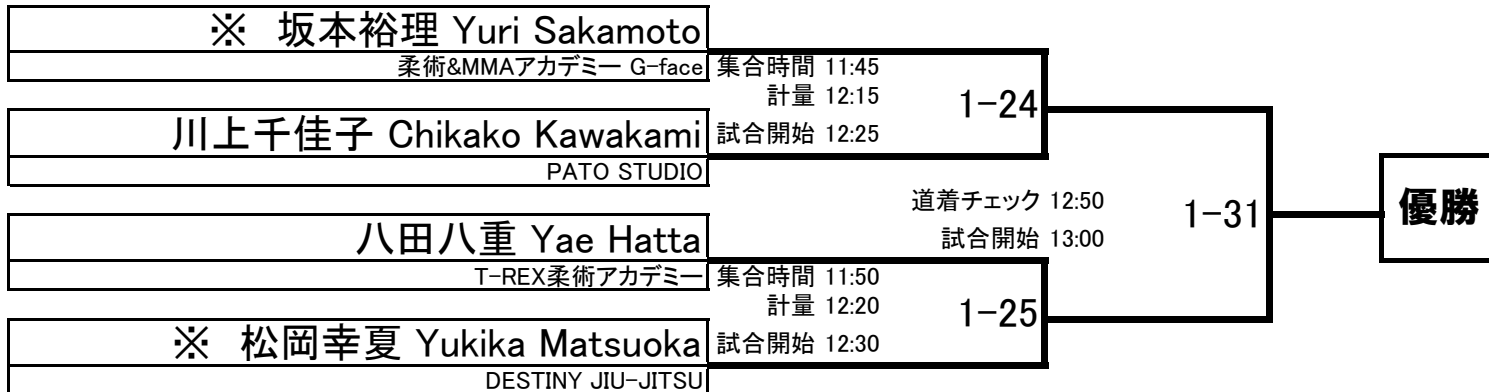 ※ 坂本裕理 Yuri Sakamoto
柔術&MMAアカデミー G-face
集合時間 11:45
計量 12:15
1-24
川上千佳子 Chikako Kawakami
試合開始 12:25
PATO STUDIO
道着チェック 12:50
試合開始 13:00
1-31
優勝
八田八重 Yae Hatta
T-REX柔術アカデミー
集合時間 11:50
計量 12:20
1-25
※ 松岡幸夏 Yukika Matsuoka
試合開始 12:30
DESTINY JIU-JITSU